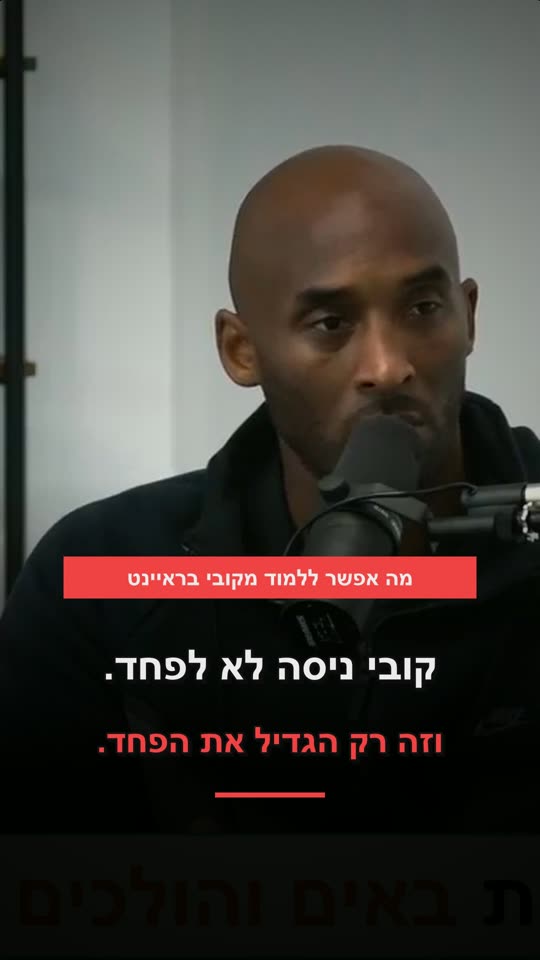 מה אפשר ללמוד מקובי בראיינט
קובי ניסה לא לפחד.
וזה רק הגדיל את הפחד.
באים והולכים